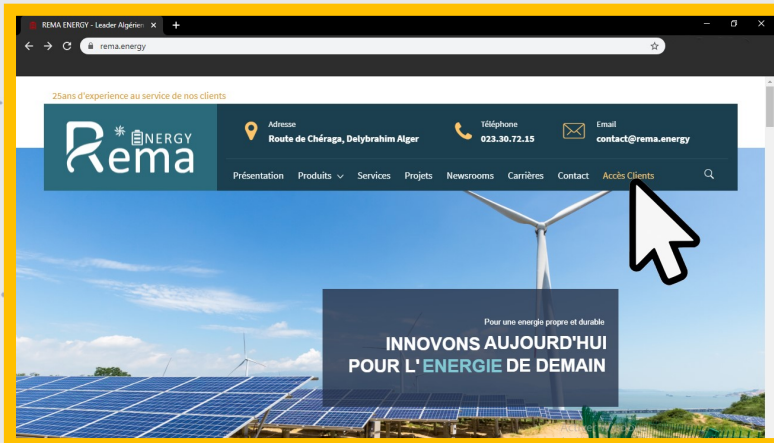 REMA ENERGY - Leader Algérien
rema.energy
25ans d'experience au service de nos clients
Rema ENERGY
Adresse
Route de Chéraga, Delybrahim Alger
Téléphone
023.30.72.15
Email
contact@rema.energy
Présentation Produits Services Projets Newsrooms Carrières Contact Accès Clients
Pour une energie propre et durable
INNOVONS AUJOURD'HUI
POUR L'ENERGIE DE DEMAIN